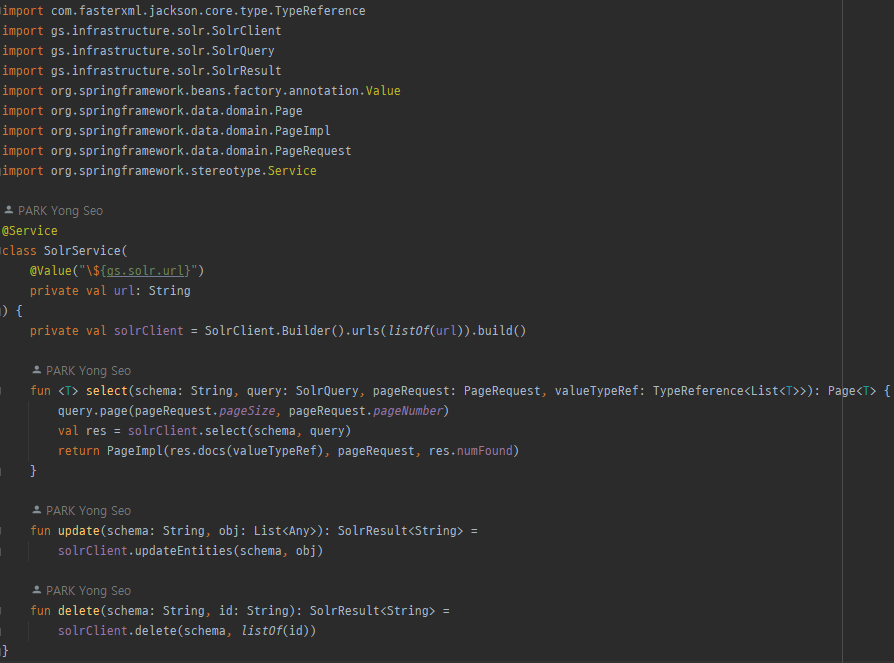 import com.fasterxml.jackson.core.type.TypeReference
import gs.infrastructure.solr.SolrClient
import gs.infrastructure.solr.SolrQuery
import gs.infrastructure.solr.SolrResult
import org.springframework.beans.factory.annotation.Value
import org.springframework.data.domain.Page
import org.springframework.data.domain.PageImpl
import org.springframework.data.domain.PageRequest
import org.springframework.stereotype.Service
PARK Yong Seo
@Service
class SolrService(
    @Value("\${gs.solr.url}")
    private val url: String
) {
    private val solrClient = SolrClient.Builder().urls(listOf(url)).build()
    PARK Yong Seo
    fun <T> select(schema: String, query: SolrQuery, pageRequest: PageRequest, valueTypeRef: TypeReference<List<T>>): Page<T> {
        query.page(pageRequest.pageSize, pageRequest.pageNumber)
        val res = solrClient.select(schema, query)
        return PageImpl(res.docs(valueTypeRef), pageRequest, res.numFound)
    }
    PARK Yong Seo
    fun update(schema: String, obj: List<Any>): SolrResult<String> =
        solrClient.updateEntities(schema, obj)
    PARK Yong Seo
    fun delete(schema: String, id: String): SolrResult<String> =
        solrClient.delete(schema, listOf(id))
}